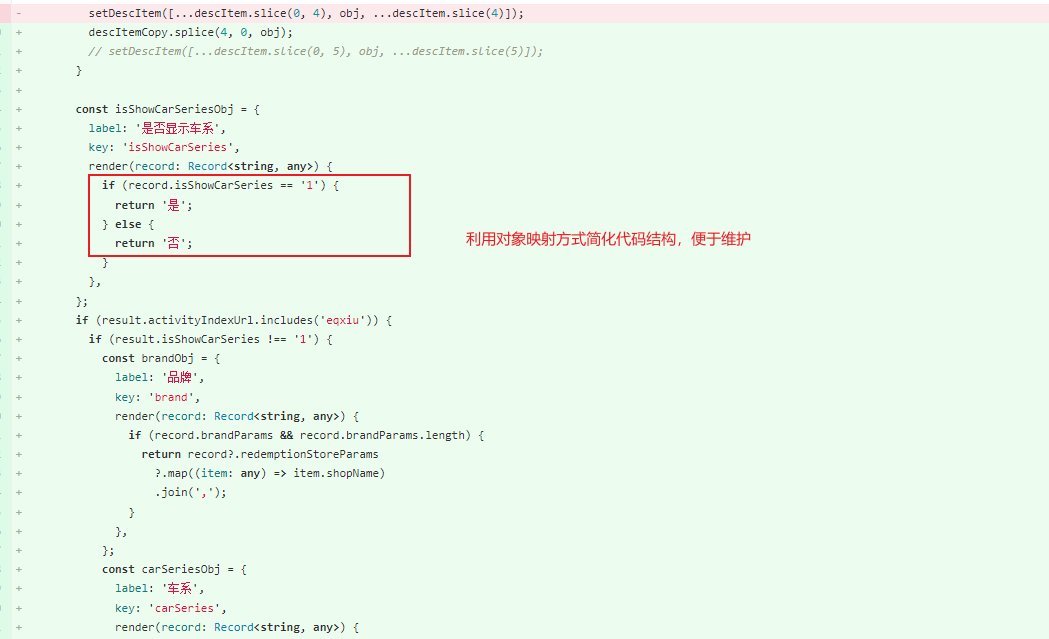 - setDescItem([...descItem.slice(0, 4), obj, ...descItem.slice(4)]);
+ descItemCopy.splice(4, 0, obj);
+ // setDescItem([...descItem.slice(0, 5), obj, ...descItem.slice(5)]);
+ }
+
+ const isShowCarSeriesObj = {
+ label: '是否显示车系',
+ key: 'isShowCarSeries',
+ render(record: Record<string, any>) {
+ if (record.isShowCarSeries == '1') {
+ return '是';
+ } else {
+ return '否';
利用对象映射方式简化代码结构，便于维护
+ }
+ },
+ };
+ if (result.activityIndexUrl.includes('eqxiu')) {
+ if (result.isShowCarSeries !== '1') {
+ const brandObj = {
+ label: '品牌',
+ key: 'brand',
+ render(record: Record<string, any>) {
+ if (record.brandParams && record.brandParams.length) {
+ return record?.redemptionStoreParams
+ ?.map((item: any) => item.shopName)
+ .join(',');
+ }
+ },
+ };
+ const carSeriesObj = {
+ label: '车系',
+ key: 'carSeries',
+ render(record: Record<string, any>) {